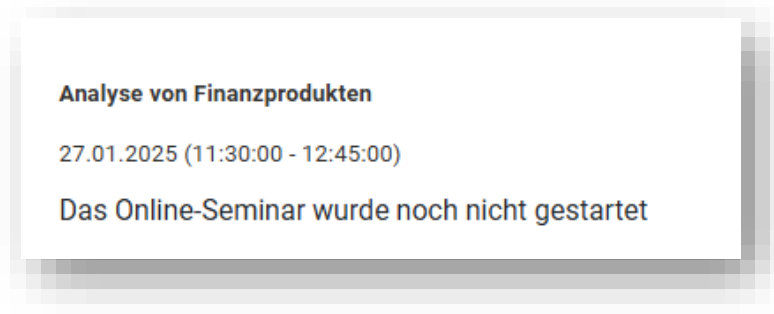 Analyse von Finanzprodukten
27.01.2025 (11:30:00 - 12:45:00)
Das Online-Seminar wurde noch nicht gestartet